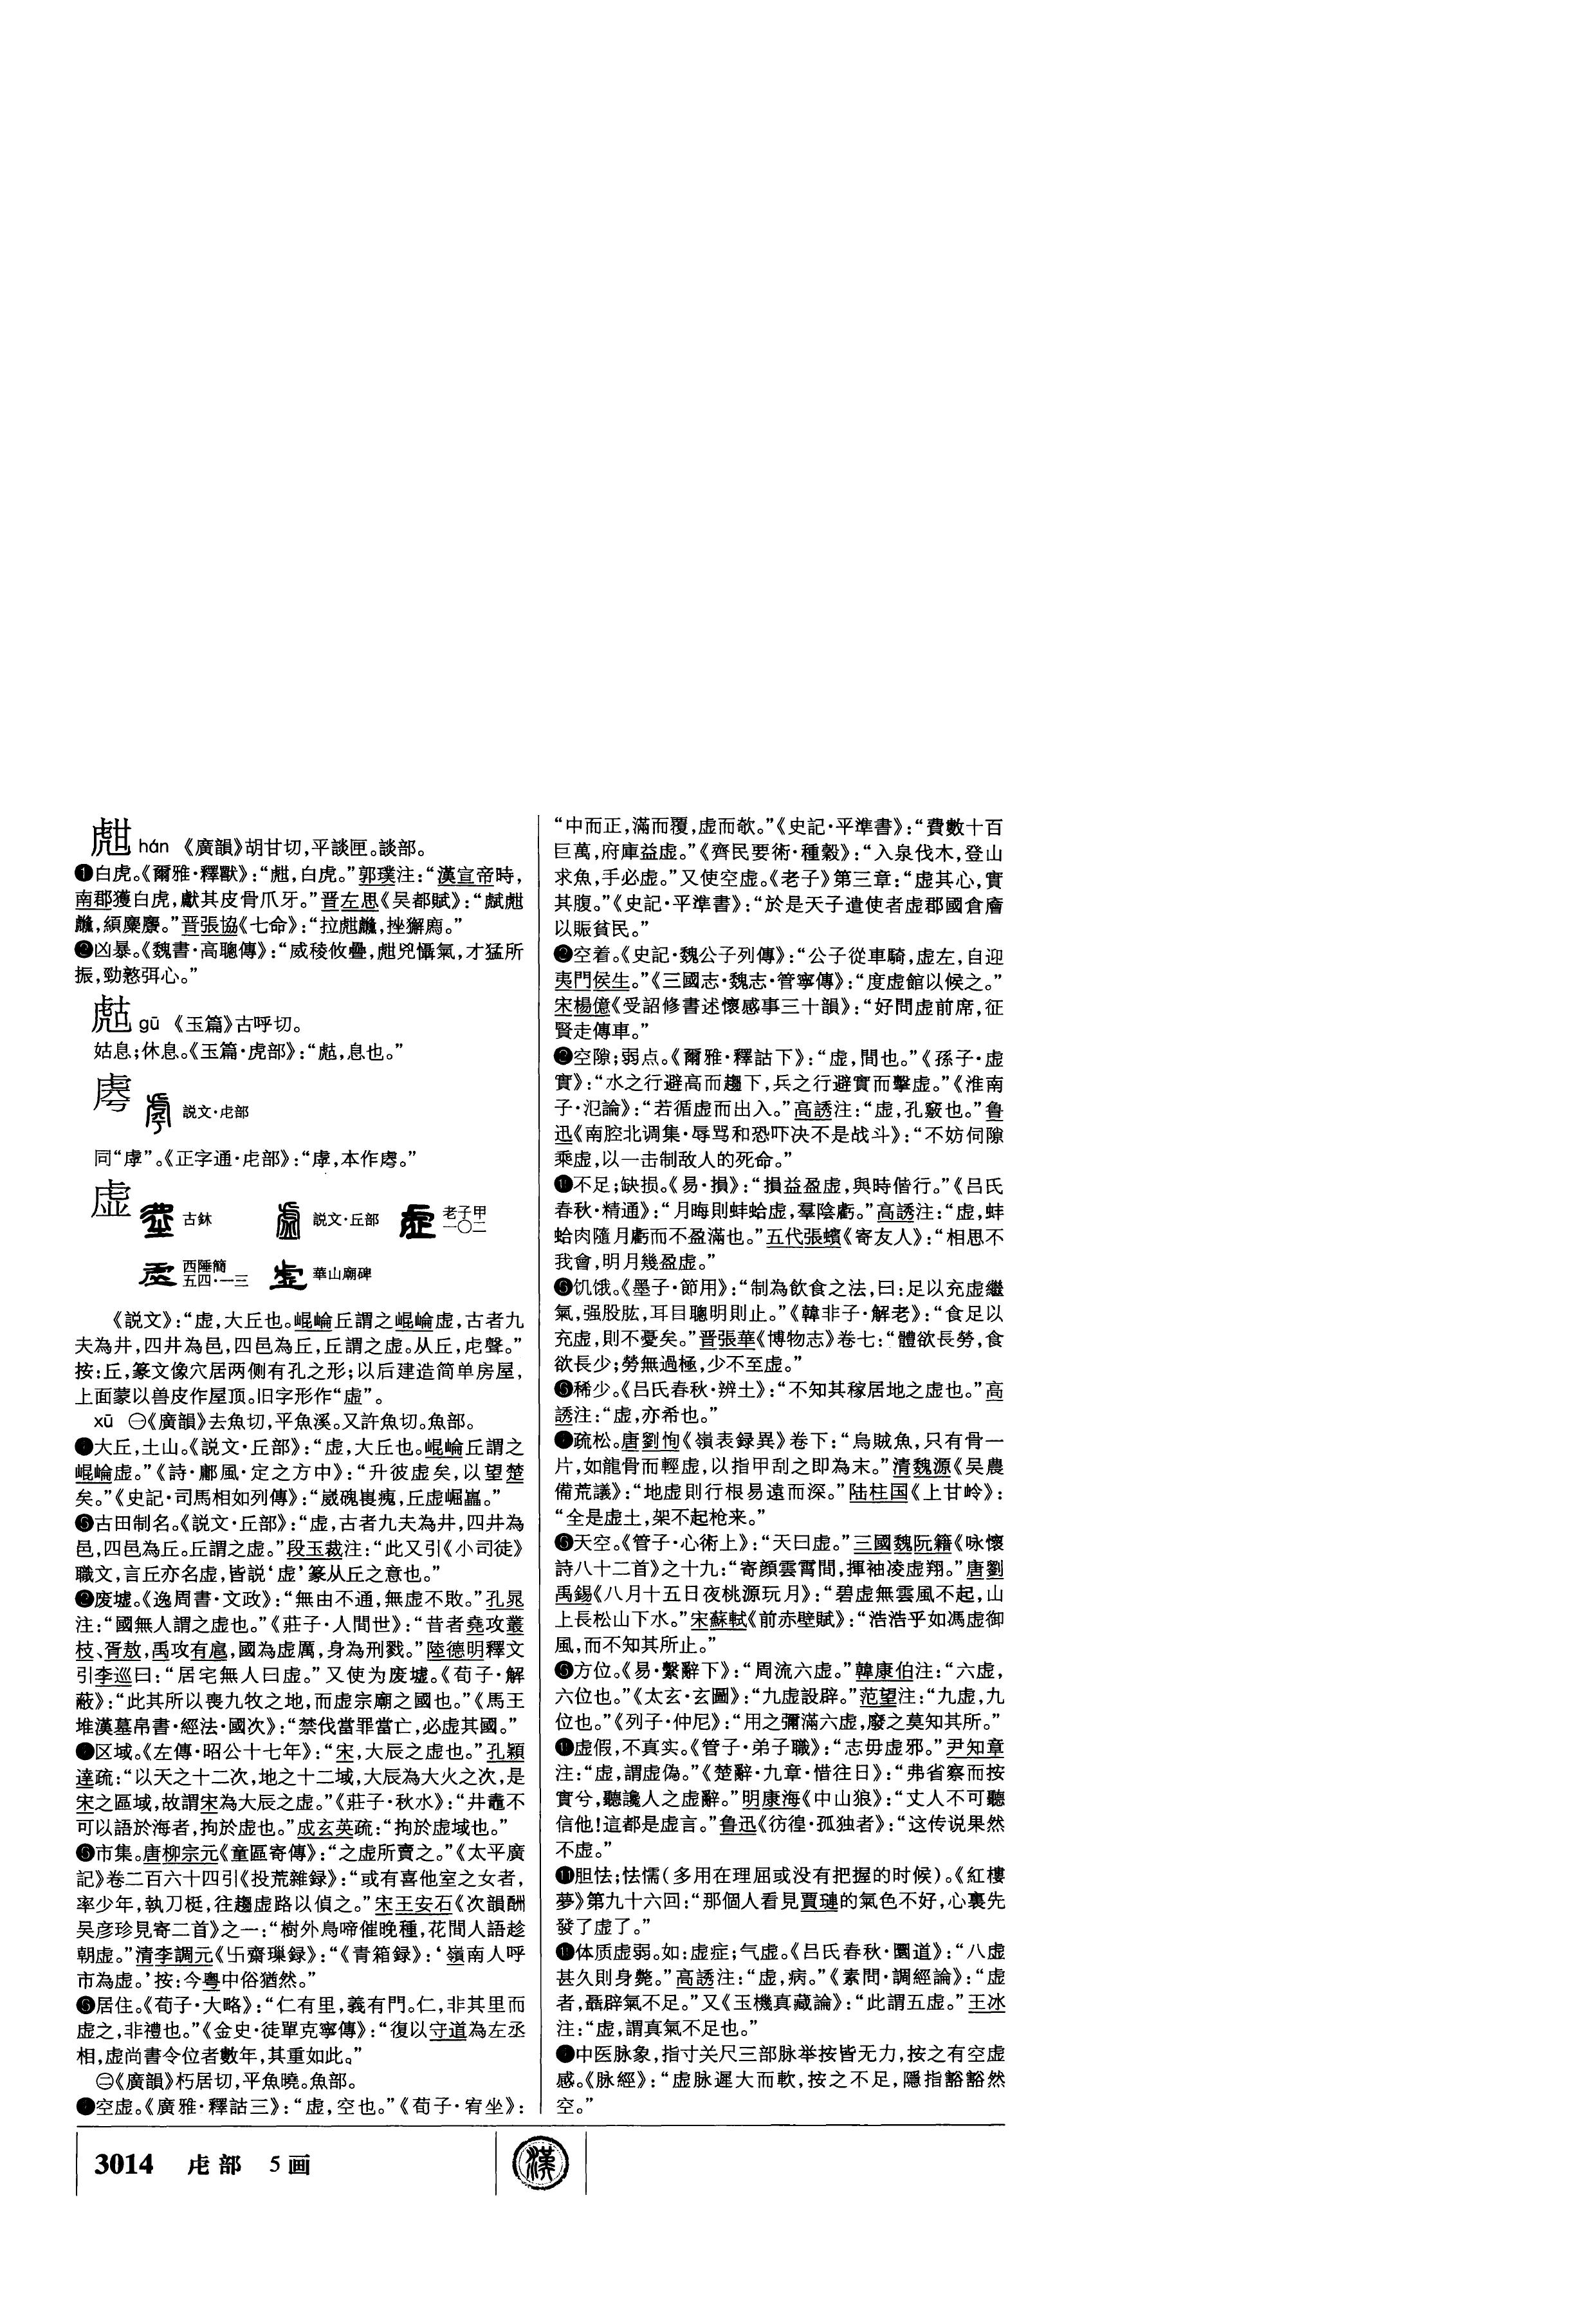 甝 hán 《廣韻》胡甘切，平談匣。談部。
❶白虎。《爾雅·釋獸》：“甝，白虎。”郭璞注：“漢宣帝時，
南郡獲白虎，獻其皮骨爪牙。”晋左思《吴都賦》：“甝
，麋麖。”晋張協《七命》：“拉甝，挫獬廌。”
❷凶暴。《魏書·高聰傳》：“威稜攸疊，甝兕懾氣，才猛所
振，勁憝弭心。”
䖨 gū 《玉篇》古呼切。
姑息；休息。《玉篇·虎部》：“䖨，息也。”
説文·虍部
同“虖”。《正字通·虍部》：“虖，本作。”
虚 古鉢 説文·丘部 老子甲一〇二
西陲簡五四·一三 華山廟碑
《説文》：“虚，大丘也。崐崘丘謂之崐崘虚，古者九
夫為井，四井為邑，四邑為丘，丘謂之虚。从丘，虍聲。”
按：丘，篆文像穴居两侧有孔之形；以后建造简单房屋，
上面蒙以兽皮作屋顶。旧字形作“虛”。
xū ㊀《廣韻》去魚切，平魚溪。又許魚切。魚部。
大丘，土山。《説文·丘部》：“虚，大丘也。崐崘丘謂之
崐崘虚。”《詩·鄘風·定之方中》：“升彼虚矣，以望楚
矣。”《史記·司馬相如列傳》：“崴磈㟪瘣，丘虚崛𡾊。”
古田制名。《説文·丘部》：“虚，古者九夫為井，四井為
邑，四邑為丘。丘謂之虚。”段玉裁注：“此又引《小司徒》
職文，言丘亦名虚，皆説‘虚’篆从丘之意也。”
废墟。《逸周書·文政》：“無由不通，無虚不敗。”孔晁
注：“國無人謂之虚也。”《莊子·人間世》：“昔者堯攻叢
枝、胥敖，禹攻有扈，國為虚厲，身為刑戮。”陸德明釋文
引李巡曰：“居宅無人曰虚。”又使为废墟。《荀子·解
蔽》：“此其所以喪九牧之地，而虚宗廟之國也。”《馬王
堆漢墓帛書·經法·國次》：“禁伐當罪當亡，必虚其國。”
区域。《左傳·昭公十七年》：“宋，大辰之虚也。”孔穎
達疏：“以天之十二次，地之十二域，大辰為大火之次，是
宋之區域，故謂宋為大辰之虚。”《莊子·秋水》：“井鼃不
可以語於海者，拘於虚也。”成玄英疏：“拘於虚域也。”
市集。唐柳宗元《童區寄傳》：“之虚所賣之。”《太平廣
記》卷二百六十四引《投荒雜録》：“或有喜他室之女者，
率少年，執刀梃，往趨虚路以偵之。”宋王安石《次韻酬
吴彦珍見寄二首》之一：“樹外鳥啼催晚種，花間人語趁
朝虚。”清李調元《卐齋璅録》：“《青箱録》：‘嶺南人呼
市為虚。’按：今粤中俗猶然。”
居住。《荀子·大略》：“仁有里，義有門。仁，非其里而
虚之，非禮也。”《金史·徒單克寧傳》：“復以守道為左丞
相，虚尚書令位者數年，其重如此。”
㊁《廣韻》朽居切，平魚曉。魚部。
空虚。《廣雅·釋詁三》：“虚，空也。”《荀子·宥坐》：
“中而正，滿而覆，虚而欹。”《史記·平準書》：“費數十百
巨萬，府庫益虚。”《齊民要術·種穀》：“入泉伐木，登山
求魚，手必虚。”又使空虚。《老子》第三章：“虚其心，實
其腹。”《史記·平準書》：“於是天子遣使者虚郡國倉廥
以賑貧民。”
❷空着。《史記·魏公子列傳》：“公子從車騎，虚左，自迎
夷門侯生。”《三國志·魏志·管寧傳》：“度虚館以候之。”
宋楊億《受詔修書述懷感事三十韻》：“好問虚前席，征
賢走傳車。”
空隙；弱点。《爾雅·釋詁下》：“虚，間也。”《孫子·虚
實》：“水之行避高而趨下，兵之行避實而擊虚。”《淮南
子·氾論》：“若循虚而出入。”高誘注：“虚，孔竅也。”鲁
迅《南腔北调集·辱骂和恐吓决不是战斗》：“不妨伺隙
乘虚，以一击制敌人的死命。”
不足；缺损。《易·損》：“損益盈虚，與時偕行。”《吕氏
春秋·精通》：“月晦則蚌蛤虚，羣陰虧。”高誘注：“虚，蚌
蛤肉隨月虧而不盈滿也。”五代張蠙《寄友人》：“相思不
我會，明月幾盈虚。”
饥饿。《墨子·節用》：“制為飲食之法，曰：足以充虚繼
氣，强股肱，耳目聰明則止。”《韓非子·解老》：“食足以
充虚，則不憂矣。”晋張華《博物志》卷七：“體欲長勞，食
欲長少；勞無過極，少不至虚。”
稀少。《吕氏春秋·辨土》：“不知其稼居地之虚也。”高
誘注：“虚，亦希也。”
疏松。唐劉恂《嶺表録異》卷下：“烏賊魚，只有骨一
片，如龍骨而輕虚，以指甲刮之即為末。”清魏源《吴農
備荒議》：“地虚則行根易遠而深。”陆柱国《上甘岭》：
“全是虚土，架不起枪来。”
天空。《管子·心術上》：“天曰虚。”三國魏阮籍《咏懷
詩八十二首》之十九：“寄顔雲霄間，揮袖凌虚翔。”唐劉
禹錫《八月十五日夜桃源玩月》：“碧虚無雲風不起，山
上長松山下水。”宋蘇軾《前赤壁賦》：“浩浩乎如馮虚御
風，而不知其所止。”
方位。《易·繫辭下》：“周流六虚。”韓康伯注：“六虚，
六位也。”《太玄·玄圖》：“九虚設辟。”范望注：“九虚，九
位也。”《列子·仲尼》：“用之彌滿六虚，廢之莫知其所。”
虚假，不真实。《管子·弟子職》：“志毋虚邪。”尹知章
注：“虚，謂虚偽。”《楚辭·九章·惜往日》：“弗省察而按
實兮，聽讒人之虚辭。”明康海《中山狼》：“丈人不可聽
信他！這都是虚言。”鲁迅《彷徨·孤独者》：“这传说果然
不虚。”
⓫胆怯；怯懦（多用在理屈或没有把握的时候）。《紅樓
夢》第九十六回：“那個人看見賈璉的氣色不好，心裏先
發了虚了。”
体质虚弱。如：虚症；气虚。《吕氏春秋·圜道》：“八虚
甚久則身斃。”高誘注：“虚，病。”《素問·調經論》：“虚
者，聶辟氣不足。”又《玉機真藏論》：“此謂五虚。”王冰
注：“虚，謂真氣不足也。”
中医脉象，指寸关尺三部脉举按皆无力，按之有空虚
感。《脉經》：“虚脉遲大而軟，按之不足，隱指豁豁然
空。”
3014 虍部 5画
漢